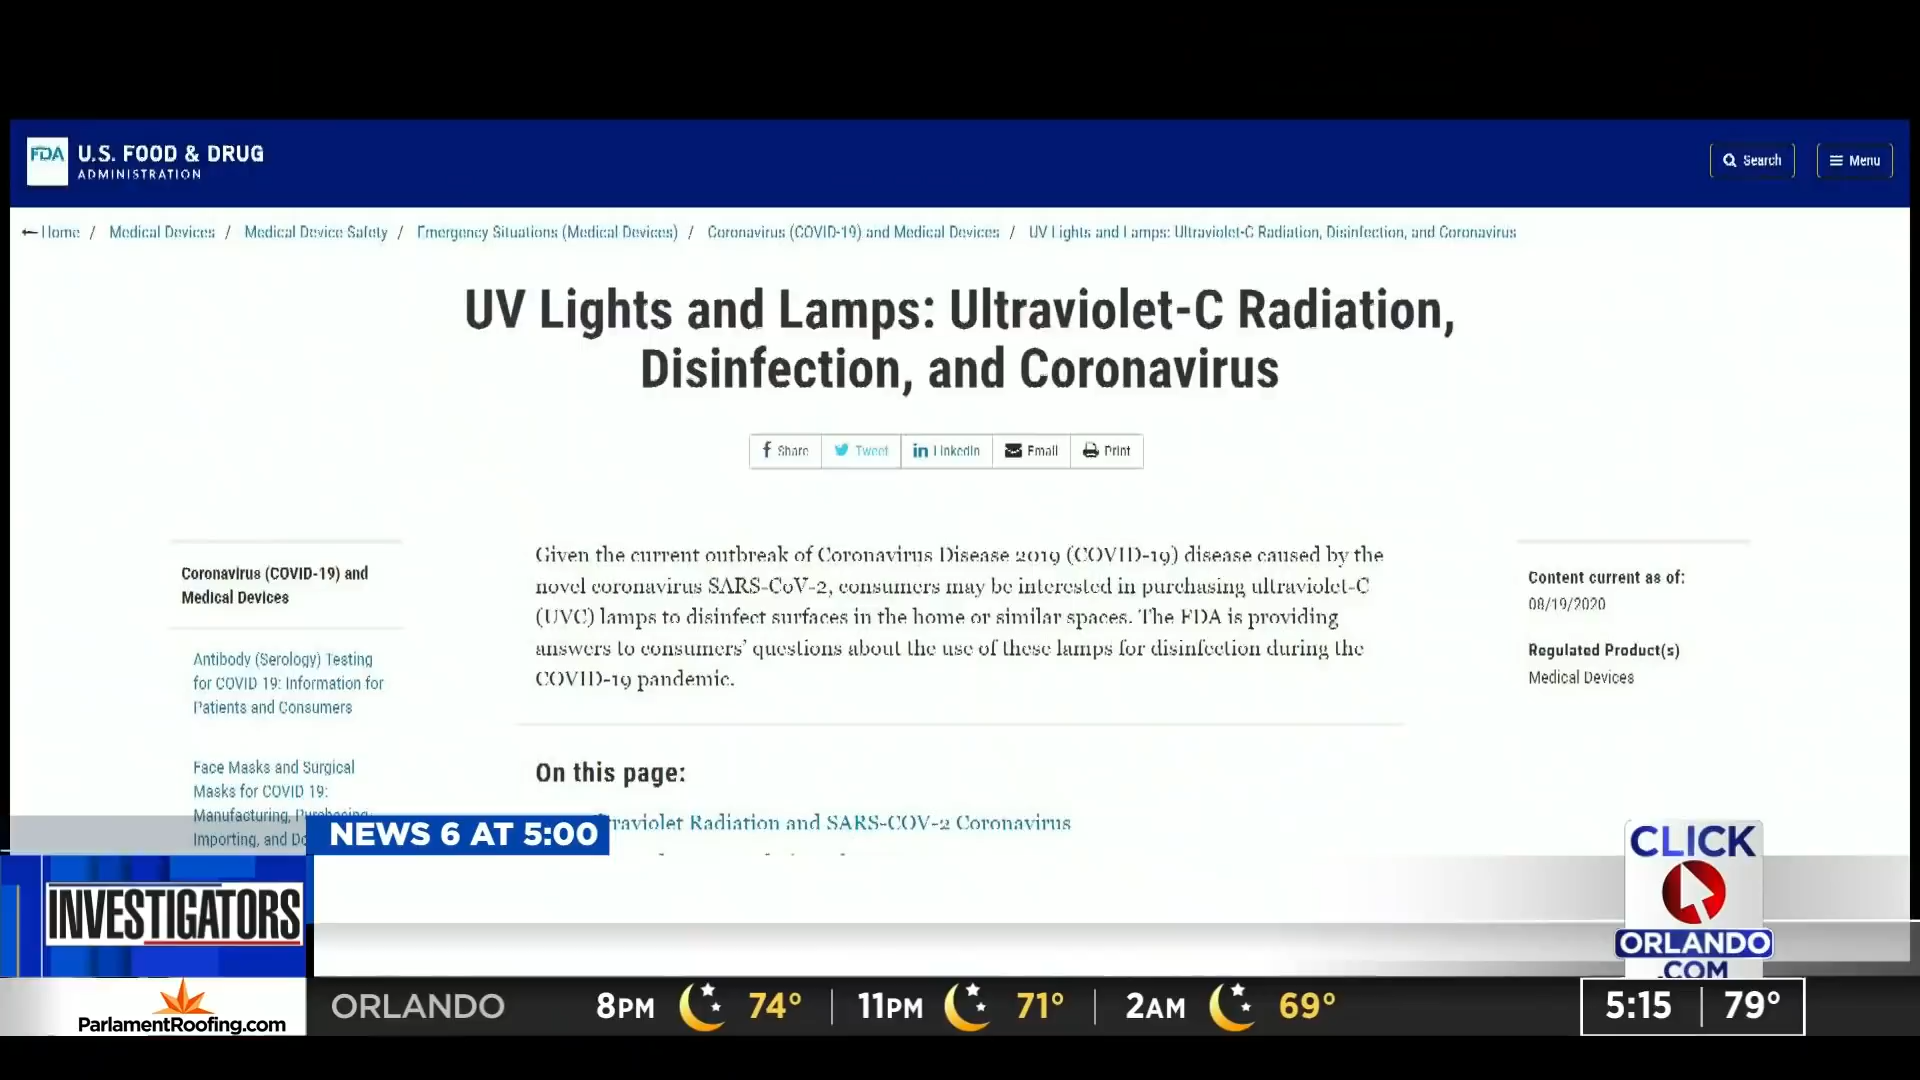 FDA U.S. FOOD & DRUG
ADMINISTRATION
Search
Menu
Home / Medical Devices / Medical Device Safety / Emergency Situations (Medical Devices) / Coronavirus (COVID-19) and Medical Devices / UV Lights and Lamps: Ultraviolet-C Radiation, Disinfection, and Coronavirus
UV Lights and Lamps: Ultraviolet-C Radiation,
Disinfection, and Coronavirus
Share Tweet LinkedIn Email Print
Coronavirus (COVID-19) and
Medical Devices
Antibody (Serology) Testing
for COVID 19: Information for
Patients and Consumers
Face Masks and Surgical
Masks for COVID 19:
Manufacturing, Purchasing,
Importing, and
Given the current outbreak of Coronavirus Disease 2019 (COVID-19) disease caused by the
novel coronavirus SARS-CoV-2, consumers may be interested in purchasing ultraviolet-C
(UVC) lamps to disinfect surfaces in the home or similar spaces. The FDA is providing
answers to consumers' questions about the use of these lamps for disinfection during the
COVID-19 pandemic.
On this page:
Radiation and SARS-COV-2 Coronavirus
Content current as of:
08/19/2020
Regulated Product(s)
Medical Devices
NEWS 6 AT 5:00
INVESTIGATORS
CLICK
ORLANDO
.COM
ParlamentRoofing.com
ORLANDO 8PM 74° 11PM 71° 2AM 69°
5:15 79°